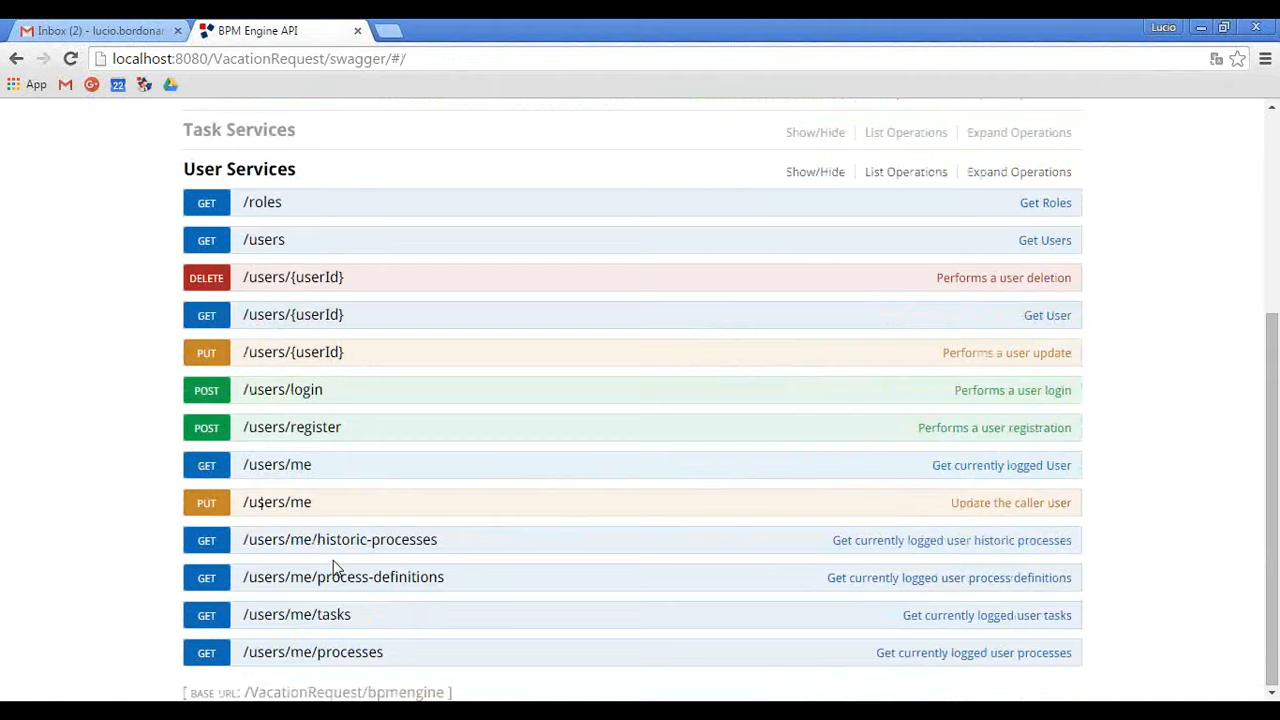 Inbox (2) - lucio.bordonar
BPM Engine API
Lucio
localhost:8080/VacationRequest/swagger/#/
App
22
Task Services Show/Hide List Operations Expand Operations
User Services Show/Hide List Operations Expand Operations
GET /roles Get Roles
GET /users Get Users
DELETE /users/{userId} Performs a user deletion
GET /users/{userId} Get User
PUT /users/{userId} Performs a user update
POST /users/login Performs a user login
POST /users/register Performs a user registration
GET /users/me Get currently logged User
PUT /users/me Update the caller user
GET /users/me/historic-processes Get currently logged user historic processes
GET /users/me/process-definitions Get currently logged user process definitions
GET /users/me/tasks Get currently logged user tasks
GET /users/me/processes Get currently logged user processes
[ BASE URL: /VacationRequest/bpmengine ]